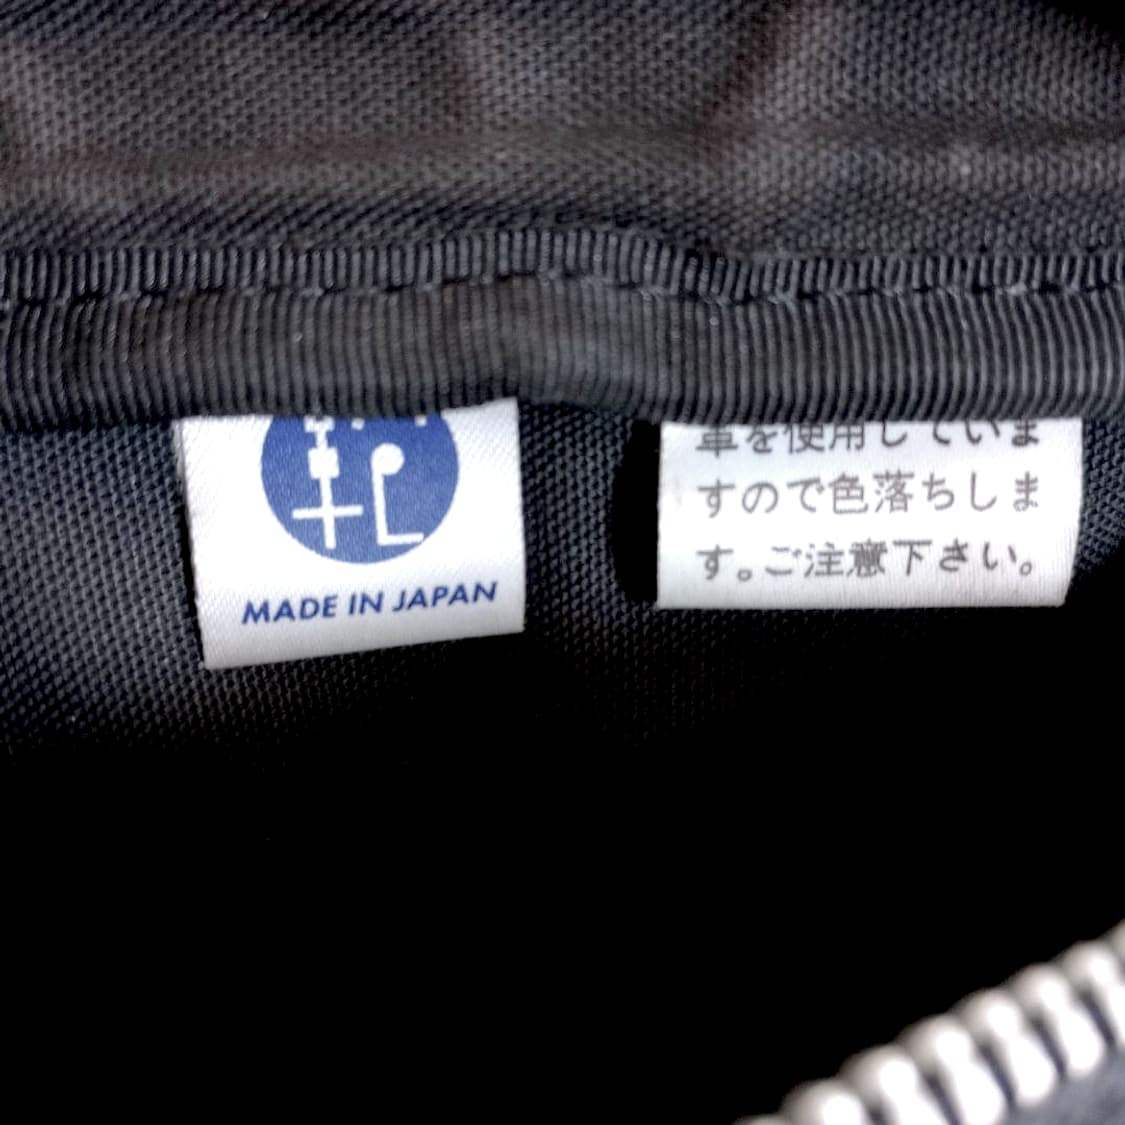 MADE IN JAPAN
革を使用していま
すので色落ちしま
す。ご注意下さい。